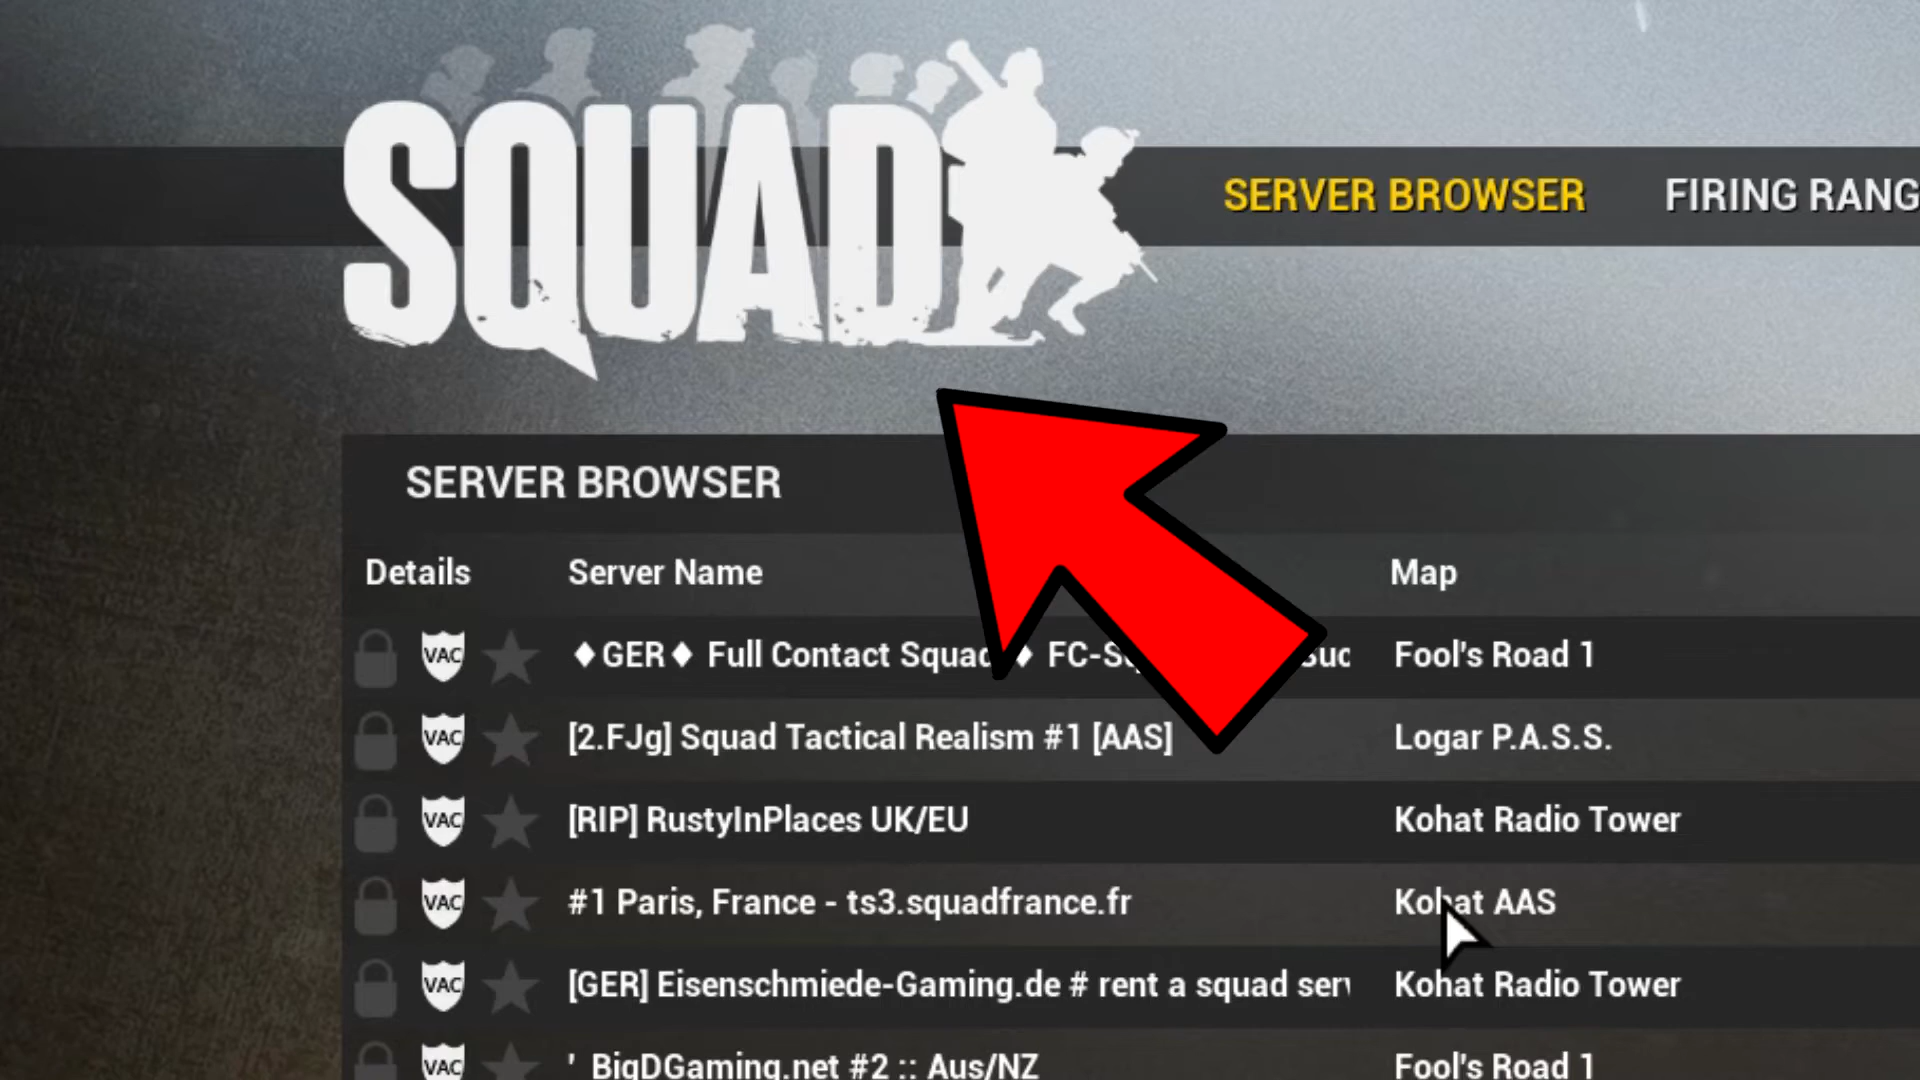 SQUAD
SERVER BROWSER FIRING RANG
SERVER BROWSER
Details Server Name Map
VAC ♦GER♦ Full Contact Squad ♦ Fool's Road 1
VAC [2.FJg] Squad Tactical Realism #1 [AAS] Logar P.A.S.S.
VAC [RIP] RustyInPlaces UK/EU Kohat Radio Tower
VAC #1 Paris, France - ts3.squadfrance.fr Kohat AAS
VAC [GER] Eisenschmiede-Gaming.de # rent a squad serv Kohat Radio Tower
VAC ' BigDGaming.net #2 :: Aus/NZ Fool's Road 1